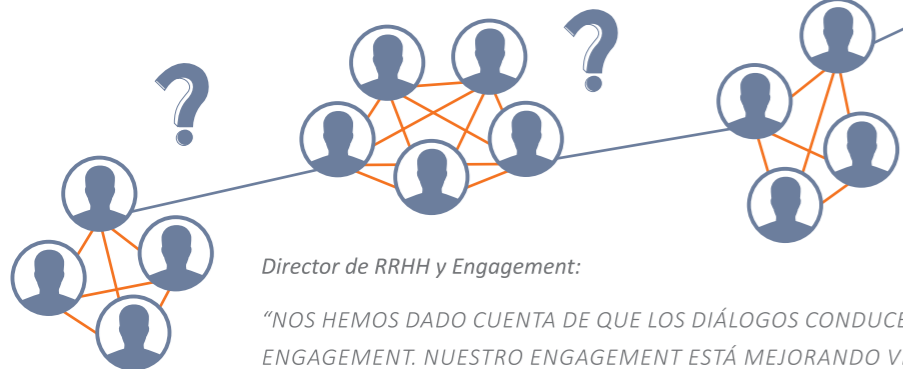 ?
?
Director de RRHH y Engagement:
“NOS HEMOS DADO CUENTA DE QUE LOS DIÁLOGOS
ENGAGEMENT. NUESTRO ENGAGEMENT ESTÁ MEJORANDO